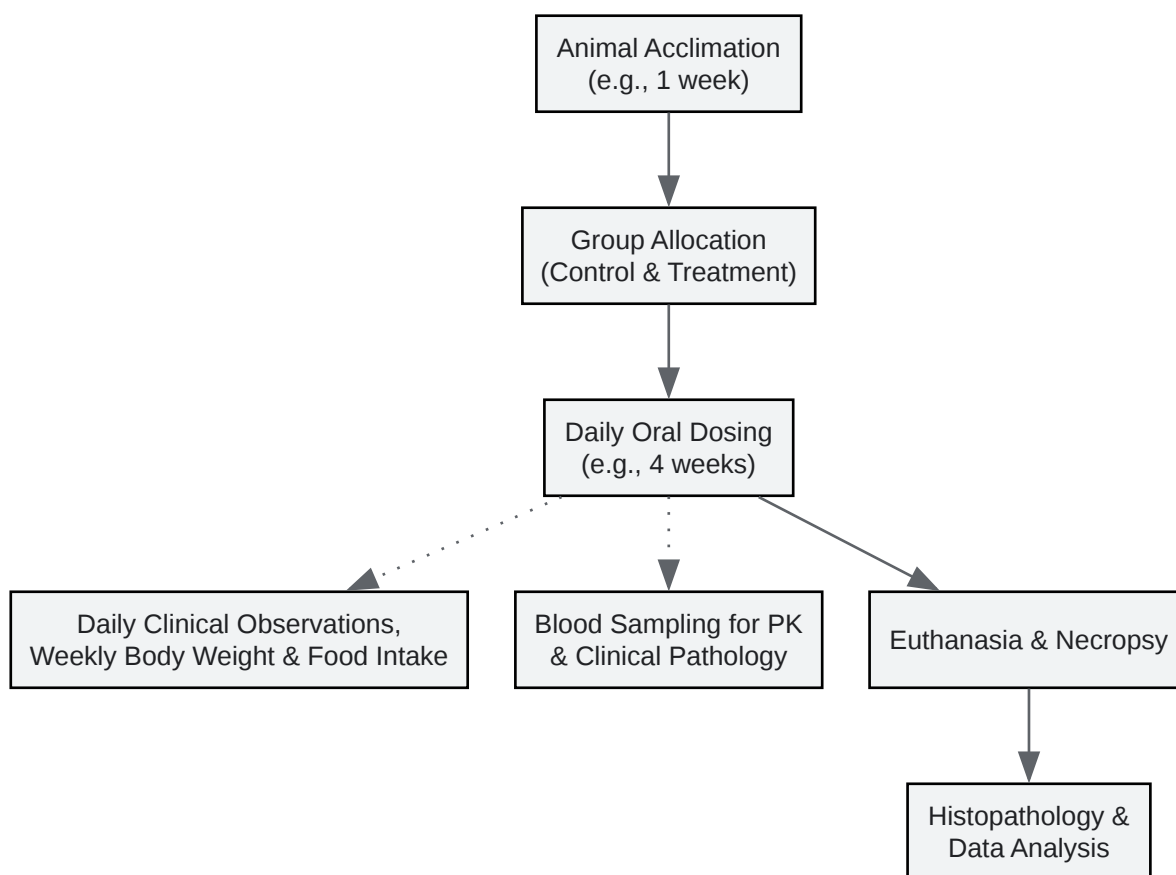 Animal Acclimation
(e.g., 1 week)
Group Allocation
(Control & Treatment)
Daily Oral Dosing
(e.g., 4 weeks)
Daily Clinical Observations,
Weekly Body Weight & Food Intake
Blood Sampling for PK
& Clinical Pathology
Euthanasia & Necropsy
Histopathology &
Data Analysis